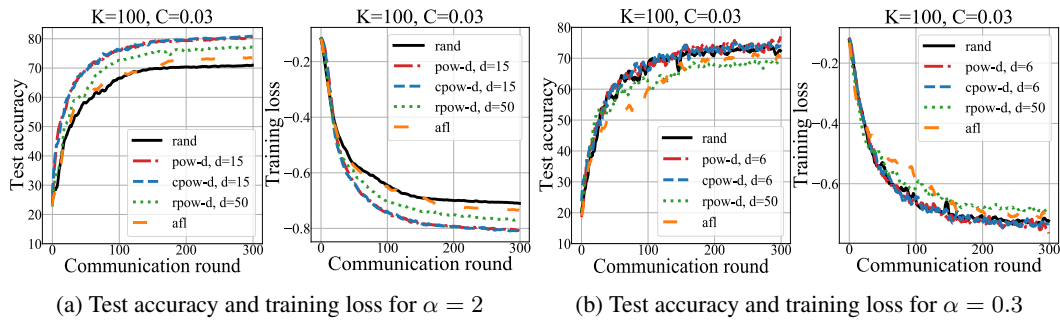 K=100, C=0.03
Test accuracy
80
70
60
50
40
30
20
10
0
100
200
300
Communication round
rand
pow-d, d=15
cpow-d, d=15
rpow-d, d=50
afl
K=100, C=0.03
Training loss
−0.2
−0.4
−0.6
−0.8
0
100
200
300
Communication round
rand
pow-d, d=15
cpow-d, d=15
rpow-d, d=50
afl
(a) Test accuracy and training loss for α = 2
K=100, C=0.03
Test accuracy
80
70
60
50
40
30
20
10
0
100
200
300
Communication round
rand
pow-d, d=6
cpow-d, d=6
rpow-d, d=50
afl
K=100, C=0.03
Training loss
−0.2
−0.4
−0.6
0
100
200
300
Communication round
rand
pow-d, d=6
cpow-d, d=6
rpow-d, d=50
afl
(b) Test accuracy and training loss for α = 0.3